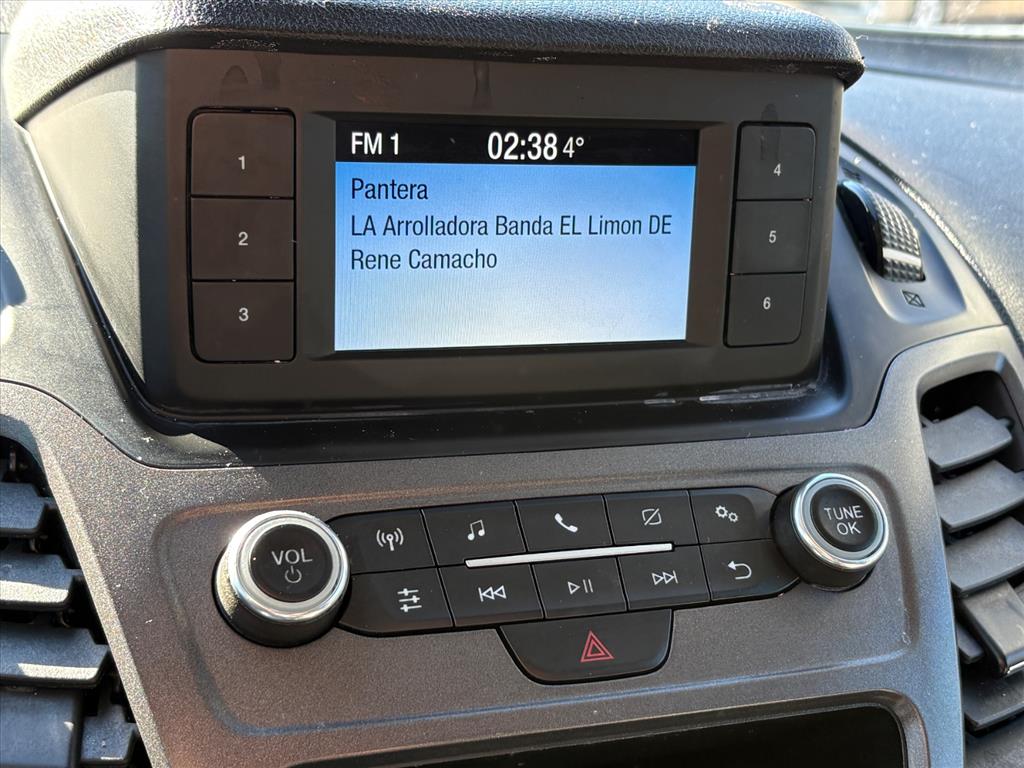 FM 1 02:38 4°
Pantera
LA Arrolladora Banda EL Limon DE
Rene Camacho
1
2
3
4
5
6
VOL
TUNE
OK